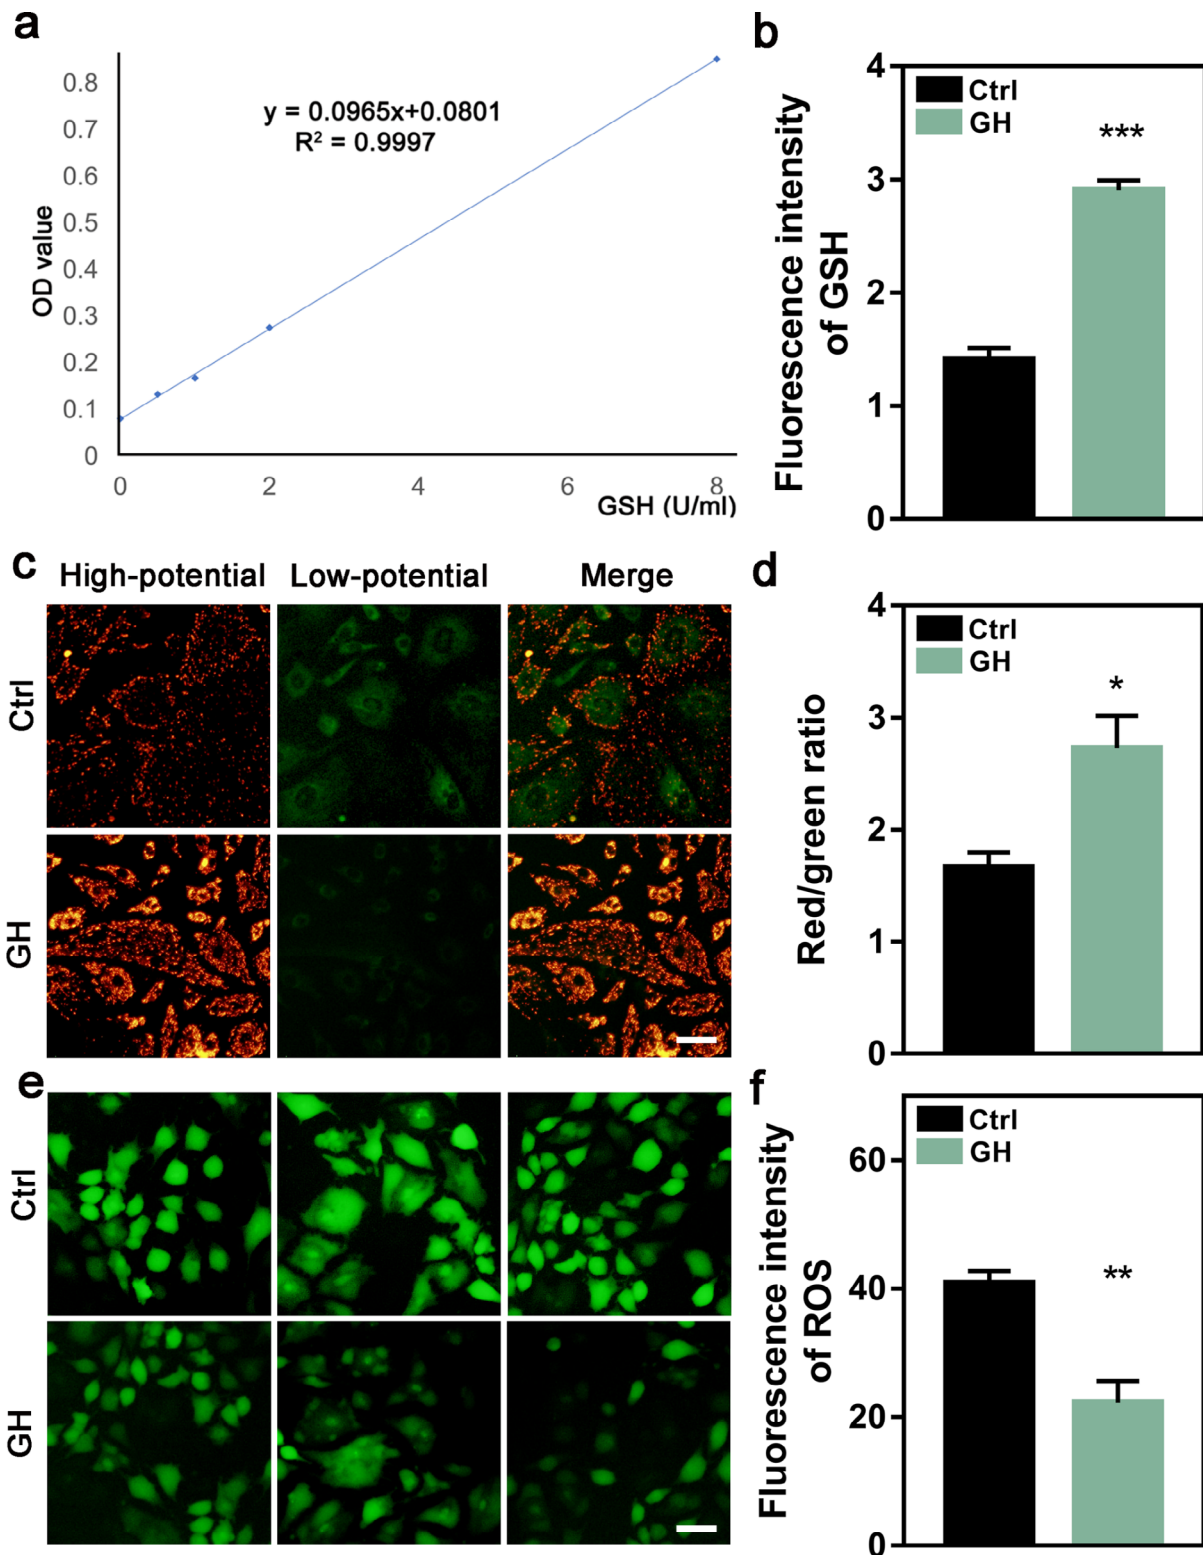 a
0.8
0.7
0.6
0.5
0.4
0.3
0.2
0.1
0
OD value
y = 0.0965x+0.0801
R² = 0.9997
0 2 4 6 8
GSH (U/ml)
b
Fluorescence intensity
of GSH
4
3
2
1
0
Ctrl
GH
***
c
High-potential Low-potential Merge
Ctrl
GH
d
Red/green ratio
4
3
2
1
0
Ctrl
GH
*
e
Ctrl
GH
f
Fluorescence intensity
of ROS
60
40
20
0
Ctrl
GH
**